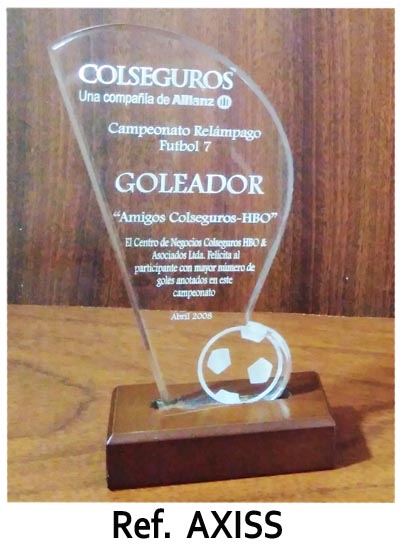 COLSEGUROS
Una compañía de Allianz
Campeonato Relámpago
Futbol 7
GOLEADOR
"Amigos Colseguros-HBO"
El Centro de Negocios Colseguros HBO &
Asociados Ltda. Felicita al
participante con mayor número de
goles anotados en este
campeonato
Abril 2008
Ref. AXISS